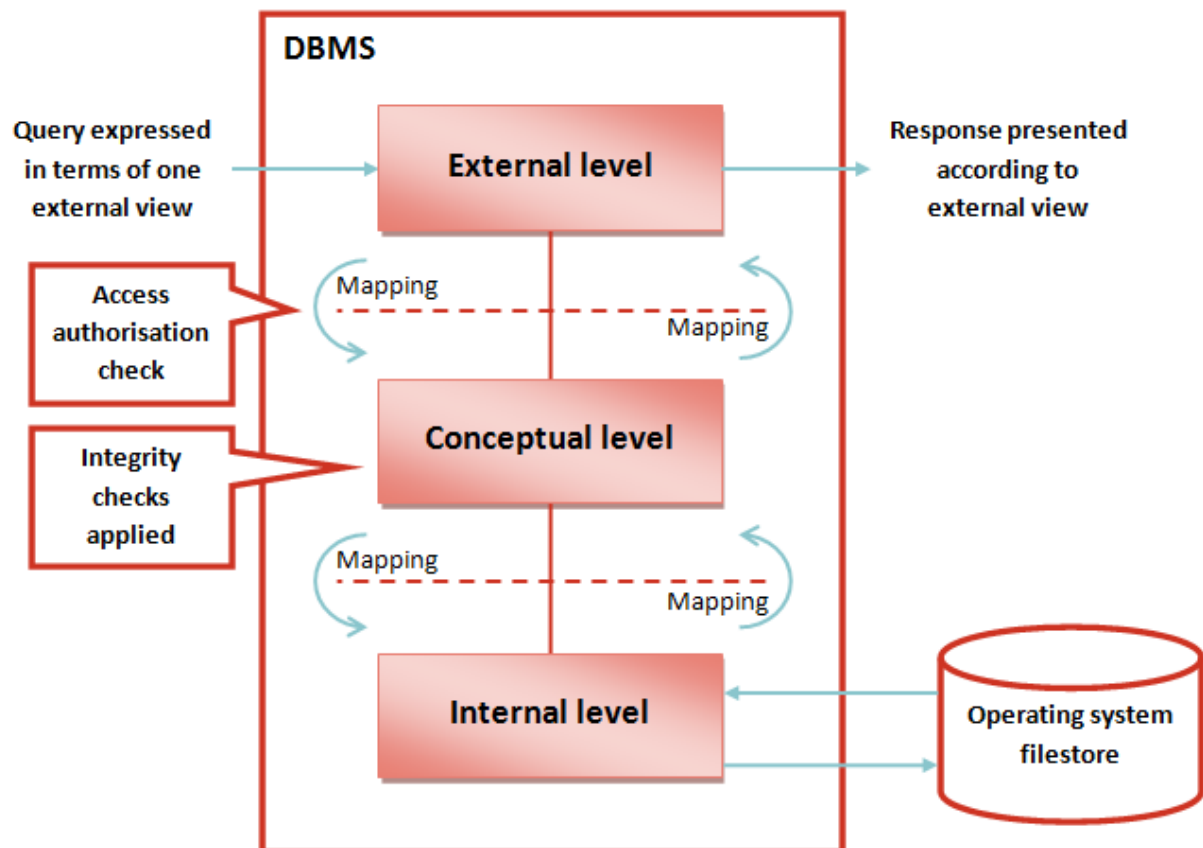 DBMS
Query expressed
in terms of one
external view
External level
Response presented
according to
external view
Access
authorisation
check
Mapping
Mapping
Integrity
checks
applied
Conceptual level
Mapping
Mapping
Internal level
Operating system
filestore